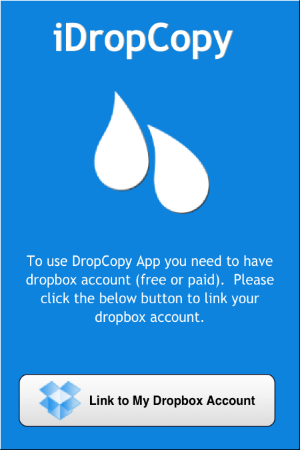 iDropCopy
To use DropCopy App you need to have
dropbox account (free or paid).  Please
click the below button to link your
dropbox account.
Link to My Dropbox Account